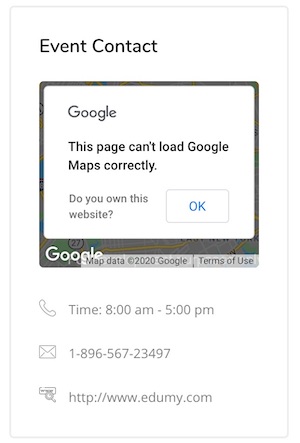 Event Contact
Google
This page can't load Google
Maps correctly.
Do you own this
website?
OK
Google
Map data ©2020 Google
Terms of Use
Time: 8:00 am - 5:00 pm
1-896-567-23497
http://www.edumy.com